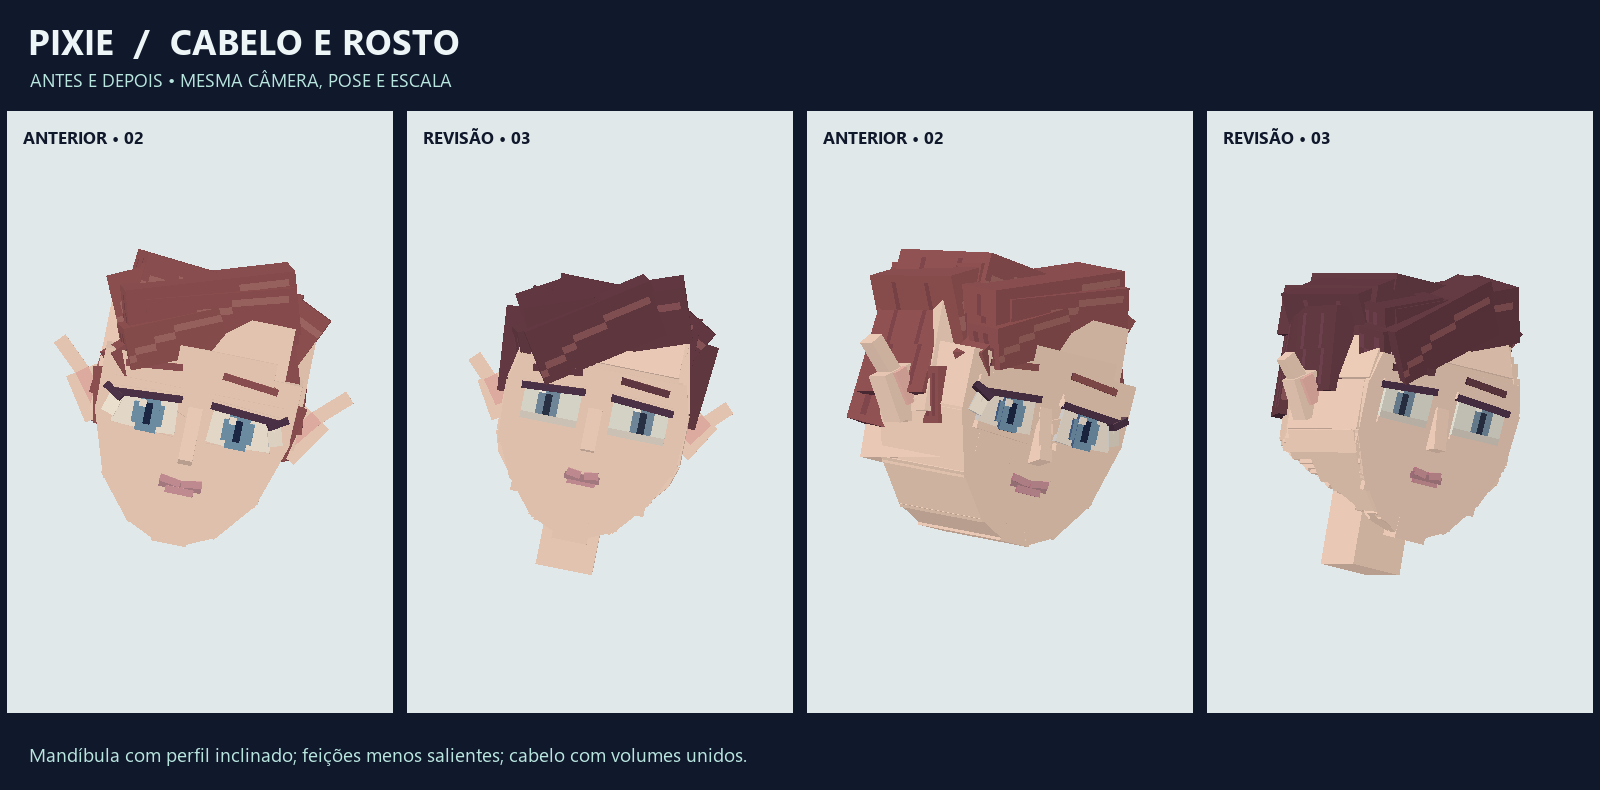 PIXIE / CABELO E ROSTO
ANTES E DEPOIS • MESMA CÂMERA, POSE E ESCALA
ANTERIOR • 02
REVISÃO • 03
ANTERIOR • 02
REVISÃO • 03
Mandíbula com perfil inclinado; feições menos salientes; cabelo com volumes unidos.